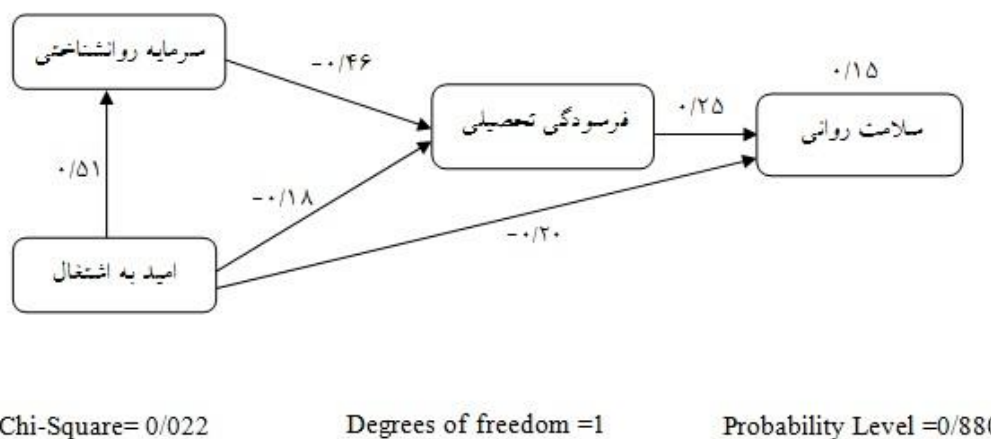 سرمایه روانشناختی
-۰/۴۶
۰/۱۵
فرسودگی تحصیلی
۰/۲۵
سلامت روانی
۰/۵۱
-۰/۱۸
-۰/۲۰
امید به اشتغال
Chi-Square= 0/022
Degrees of freedom =1
Probability Level =0/880